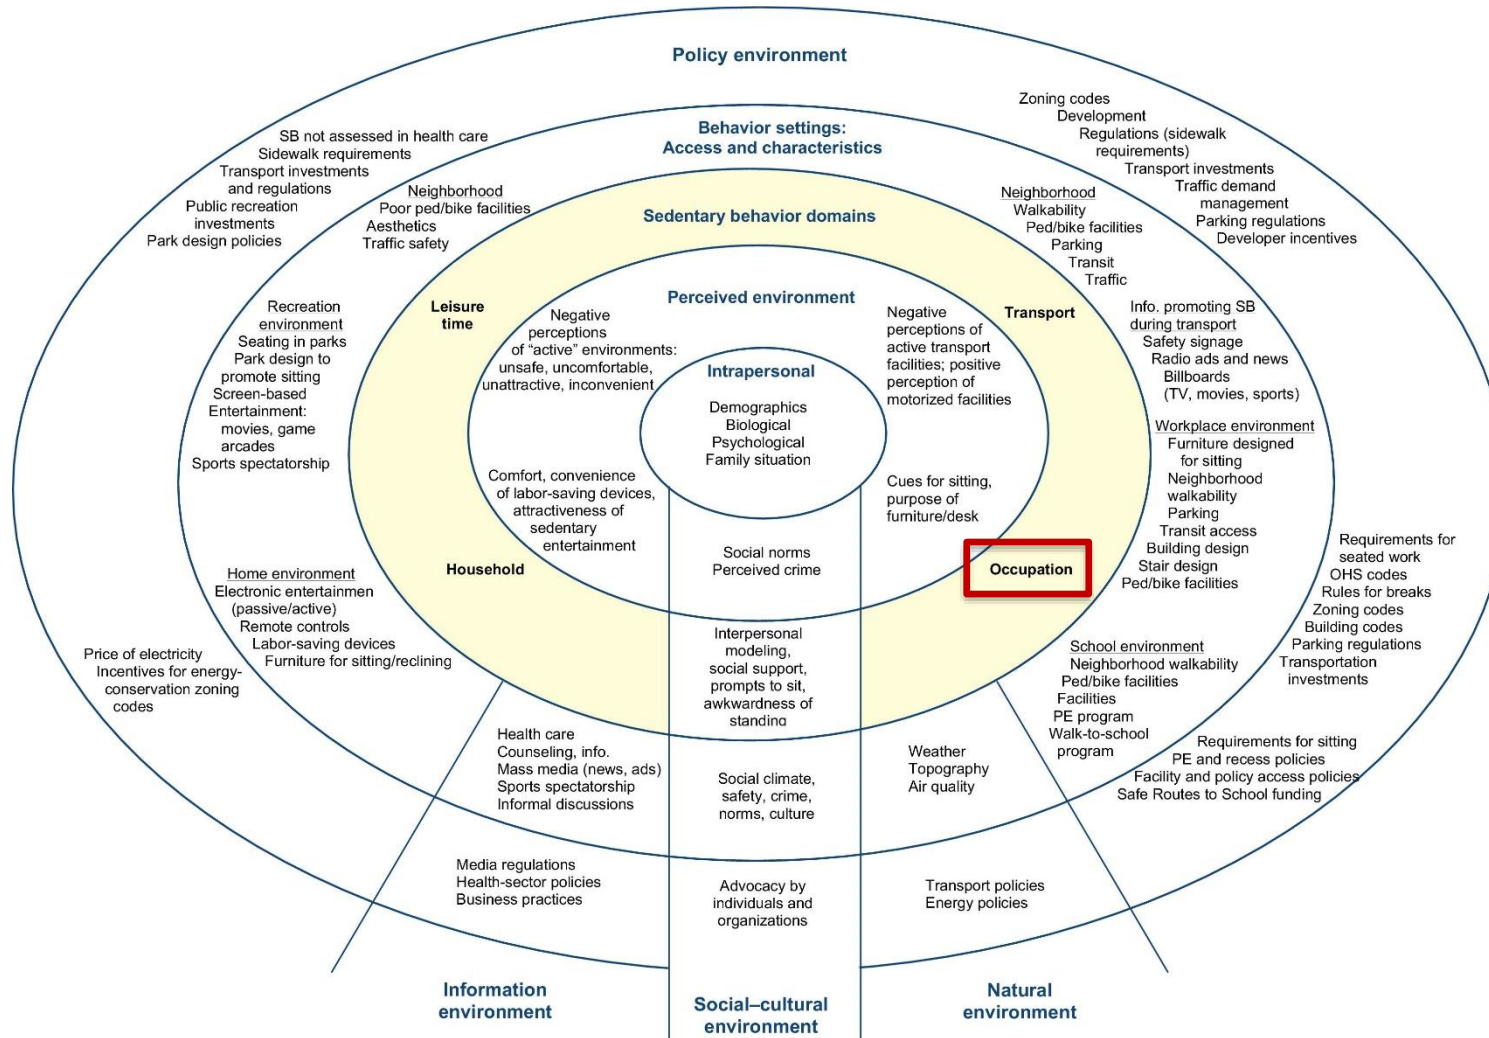 Policy environment
SB not assessed in health care
Sidewalk requirements
Transport investments
and regulations
Public recreation
investments
Park design policies
Zoning codes
Development
Regulations (sidewalk
requirements)
Transport investments
Traffic demand
management
Parking regulations
Developer incentives
Behavior settings:
Access and characteristics
Neighborhood
Poor ped/bike facilities
Aesthetics
Traffic safety
Neighborhood
Walkability
Ped/bike facilities
Parking
Transit
Traffic
Sedentary behavior domains
Leisure
time
Transport
Recreation
environment
Seating in parks
Park design to
promote sitting
Screen-based
Entertainment:
movies, game
arcades
Sports spectatorship
Info. promoting SB
during transport
Safety signage
Radio ads and news
Billboards
(TV, movies, sports)
Perceived environment
Negative
perceptions
of “active” environments:
unsafe, uncomfortable,
unattractive, inconvenient
Negative
perceptions of
active transport
facilities; positive
perception of
motorized facilities
Intrapersonal
Demographics
Biological
Psychological
Family situation
Workplace environment
Furniture designed
for sitting
Neighborhood
walkability
Parking
Transit access
Building design
Stair design
Ped/bike facilities
Comfort, convenience
of labor-saving devices,
attractiveness of
sedentary
entertainment
Cues for sitting,
purpose of
furniture/desk
Social norms
Perceived crime
Household
Occupation
Home environment
Electronic entertainmen
(passive/active)
Remote controls
Labor-saving devices
Furniture for sitting/reclining
Requirements for
seated work
OHS codes
Rules for breaks
Zoning codes
Building codes
Parking regulations
Transportation
investments
Price of electricity
Incentives for energy-
conservation zoning
codes
Interpersonal
modeling,
social support,
prompts to sit,
awkwardness of
standing
School environment
Neighborhood walkability
Ped/bike facilities
Facilities
PE program
Walk-to-school
program
Requirements for sitting
PE and recess policies
Facility and policy access policies
Safe Routes to School funding
Health care
Counseling, info.
Mass media (news, ads)
Sports spectatorship
Informal discussions
Social climate,
safety, crime,
norms, culture
Weather
Topography
Air quality
Media regulations
Health-sector policies
Business practices
Advocacy by
individuals and
organizations
Transport policies
Energy policies
Information
environment
Social–cultural
environment
Natural
environment